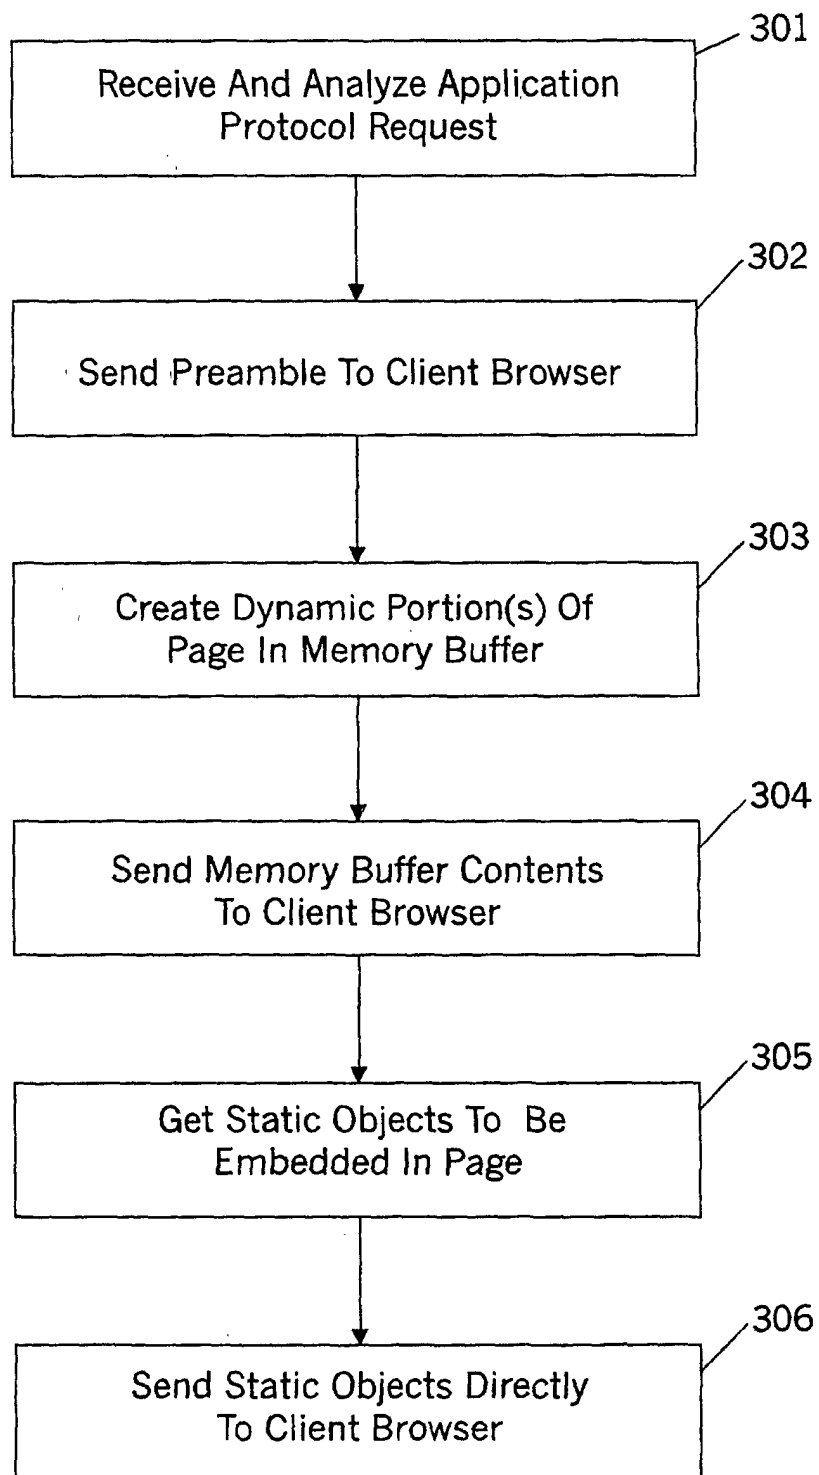 301
Receive And Analyze Application
Protocol Request
302
Send Preamble To Client Browser
303
Create Dynamic Portion(s) Of
Page In Memory Buffer
304
Send Memory Buffer Contents
To Client Browser
305
Get Static Objects To Be
Embedded In Page
306
Send Static Objects Directly
To Client Browser